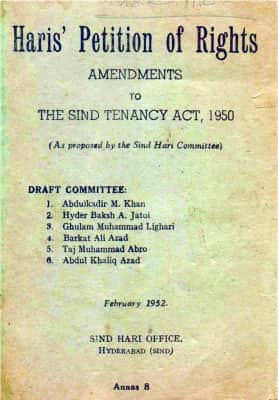 Haris' Petition of Rights
AMENDMENTS
TO
THE SIND TENANCY ACT, 1950
(As proposed by the Sind Hari Committee)
DRAFT COMMITTEE:
1. Abdulkadir M. Khan
2. Hyder Baksh A. Jatoi
3. Ghulam Muhammad Lighari
4. Barkat Ali Azad
5. Taj Muhammad Abro
6. Abdul Khaliq Azad
February 1952.
SIND HARI OFFICE,
HYDERABAD (SIND)
Annas 8